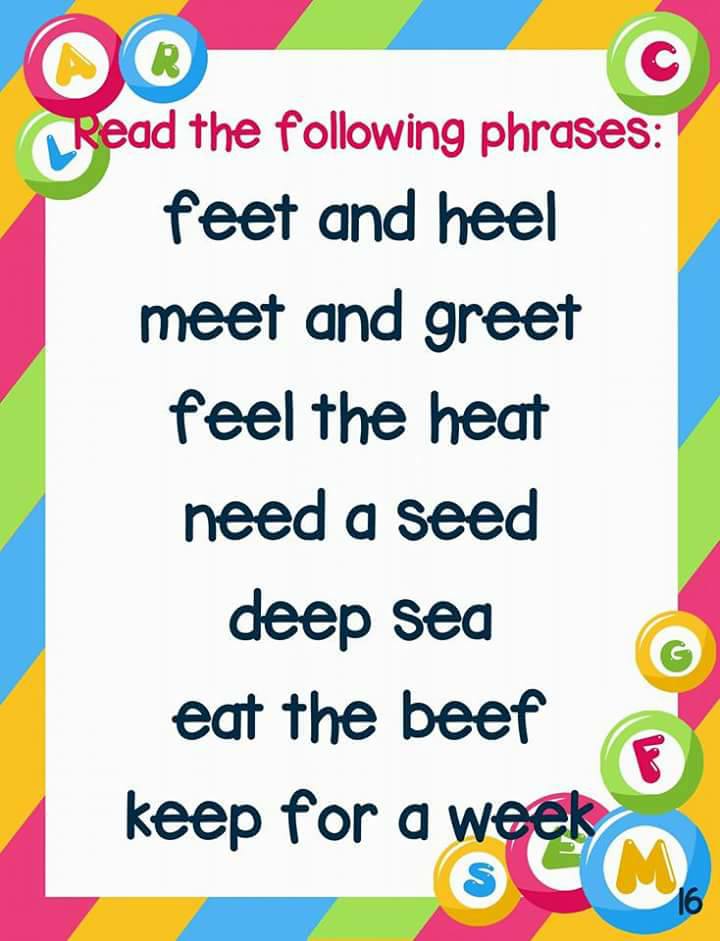 A R C
L
Read the following phrases:
feet and heel
meet and greet
feel the heat
need a seed
deep sea
eat the beef
G
F
keep for a week
S E M
16